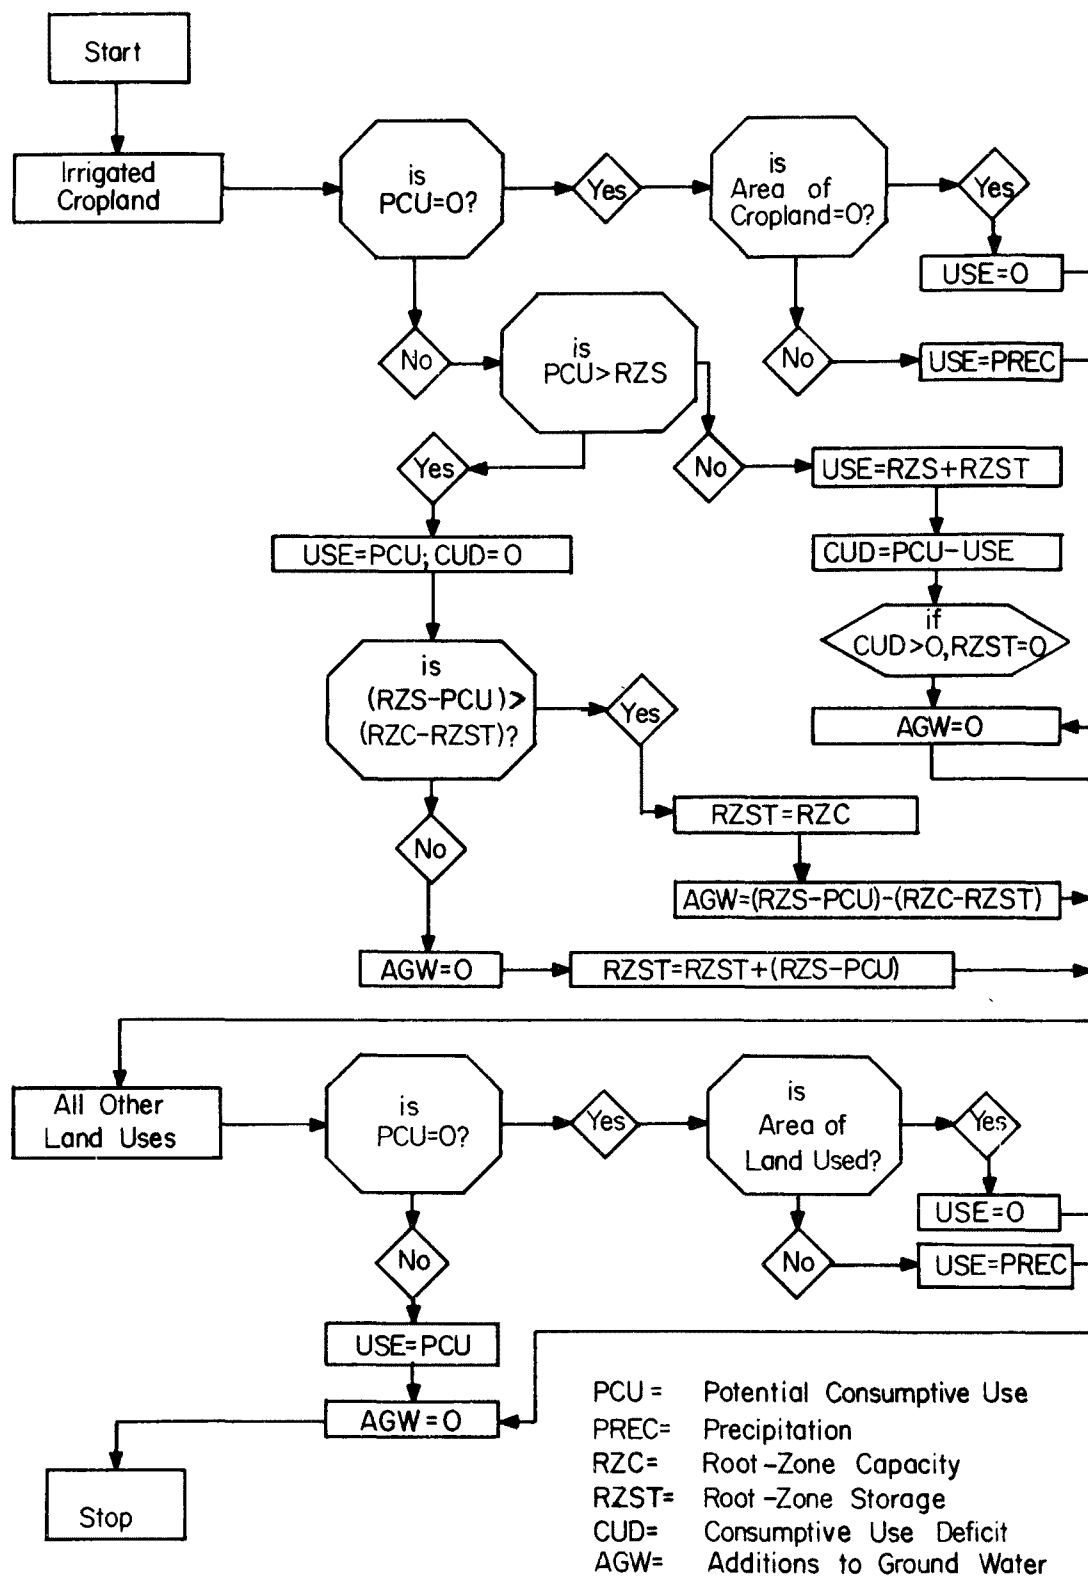 Start
Irrigated
Cropland
is
PCU=0?
Yes
is
Area of
Cropland=0?
Yes
USE=0
No
USE=PREC
No
is
PCU>RZS
Yes
No
USE=RZS+RZST
CUD=PCU-USE
if
CUD>0,RZST=0
AGW=0
USE=PCU; CUD=0
is
(RZS-PCU)>
(RZC-RZST)?
Yes
RZST=RZC
AGW=(RZS-PCU)-(RZC-RZST)
No
AGW=0
RZST=RZST+(RZS-PCU)
All Other
Land Uses
is
PCU=0?
Yes
is
Area of
Land Used?
Yes
USE=0
No
USE=PREC
No
USE=PCU
AGW=0
Stop
PCU= Potential Consumptive Use
PREC= Precipitation
RZC= Root-Zone Capacity
RZST= Root-Zone Storage
CUD= Consumptive Use Deficit
AGW= Additions to Ground Water